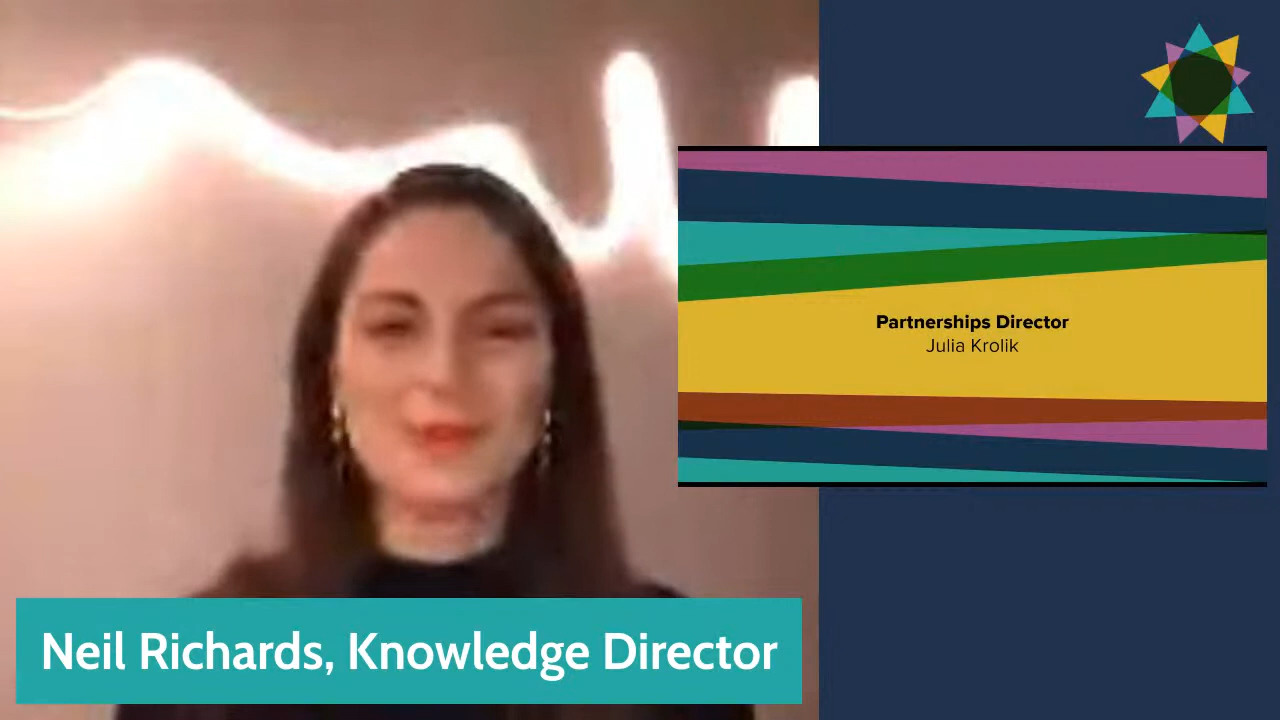 Partnerships Director
Julia Krolik
Neil Richards, Knowledge Director